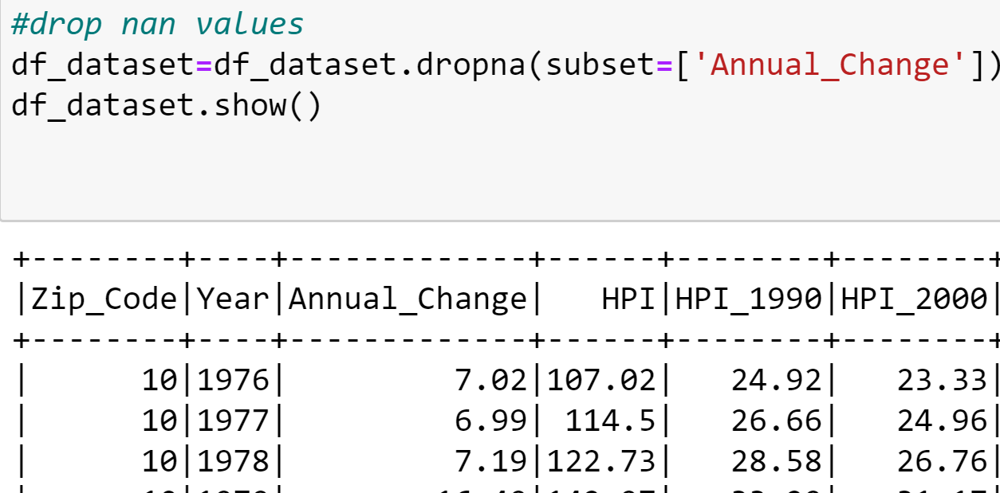 #drop nan values
df_dataset=df_dataset.dropna(subset=['Annual_Change'])
df_dataset.show()
+--------+----+-------------+------+--------+--------+
|Zip_Code|Year|Annual_Change|   HPI|HPI_1990|HPI_2000|
+--------+----+-------------+------+--------+--------+
|      10|1976|         7.02|107.02|   24.92|   23.33|
|      10|1977|         6.99| 114.5|   26.66|   24.96|
|      10|1978|         7.19|122.73|   28.58|   26.76|